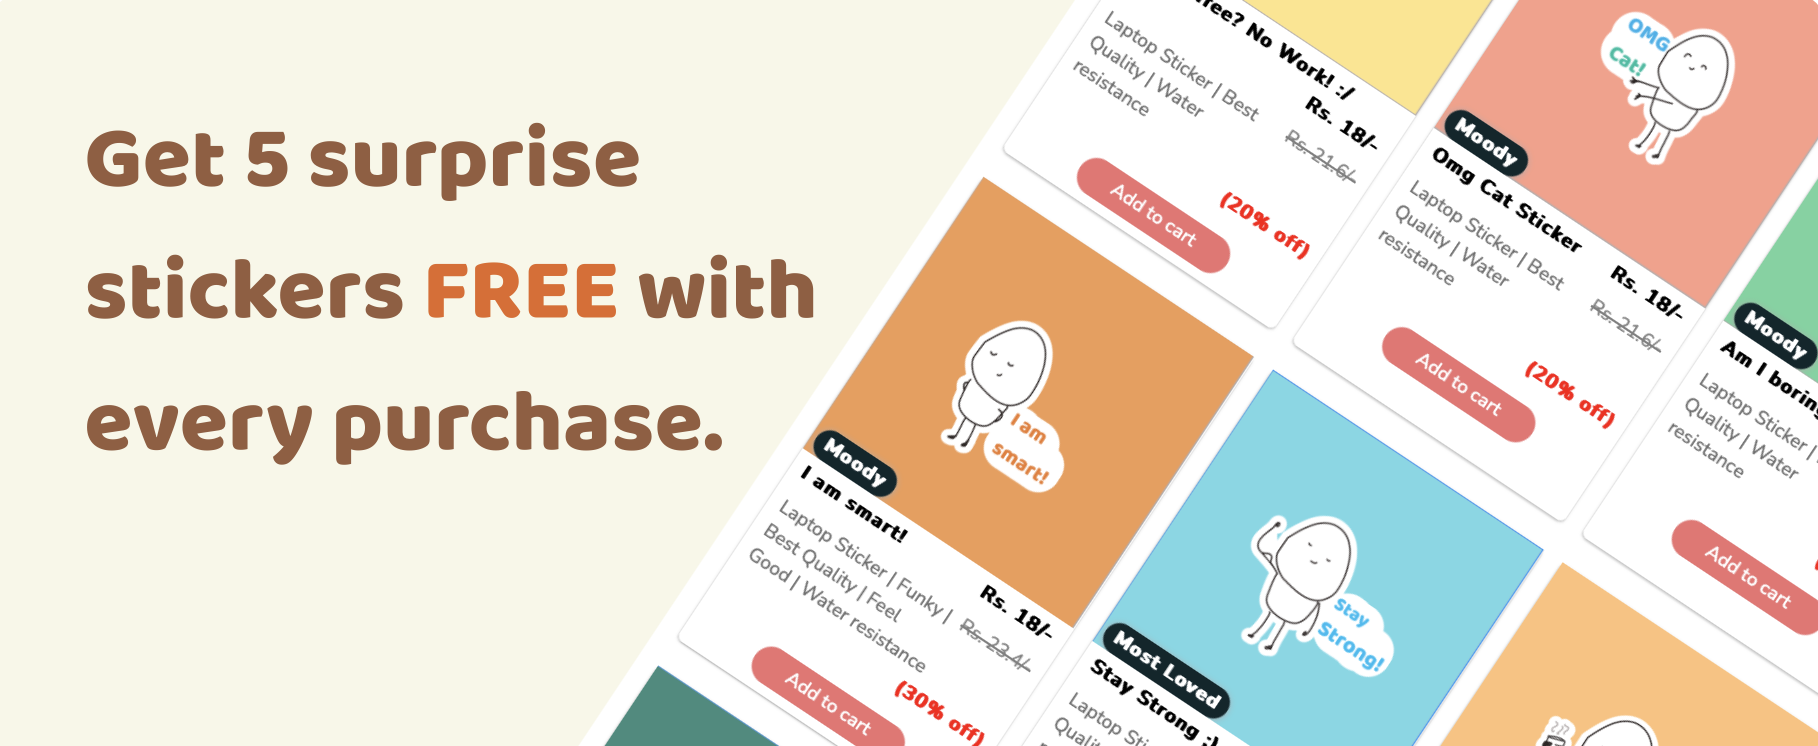 Get 5 surprise
stickers FREE with
every purchase.
No Work! :/
Laptop Sticker | Best
Quality | Water
resistance
Rs. 18/-
Rs. 21.6/-
(20% off)
Add to cart
OMG
Cat!
Moody
Omg Cat Sticker
Laptop Sticker | Best
Quality | Water
resistance
Rs. 18/-
Rs. 21.6/-
(20% off)
Add to cart
Moody
Am I boring
Laptop Sticker |
Quality | Water
resistance
Add to cart
I am
smart!
Moody
I am smart!
Laptop Sticker | Funky |
Best Quality | Feel
Good | Water resistance
Rs. 18/-
Rs. 23.4/-
(30% off)
Add to cart
Stay
Strong!
Most Loved
Stay Strong :)
Laptop